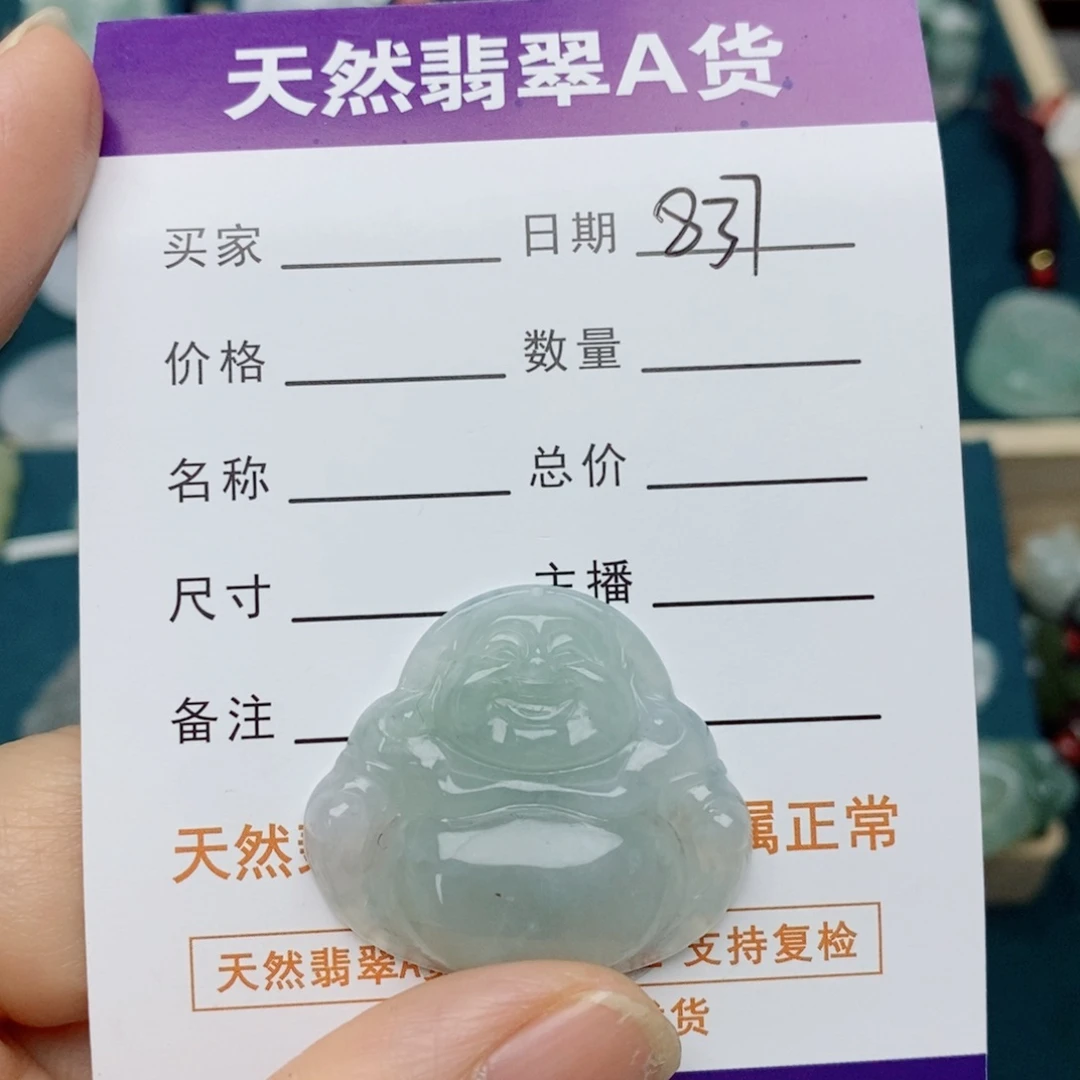 天然翡翠A货
买家 日期 837
价格 数量
名称 总价
尺寸 主播
备注
天然 属正常
天然翡翠A 支持复检
货